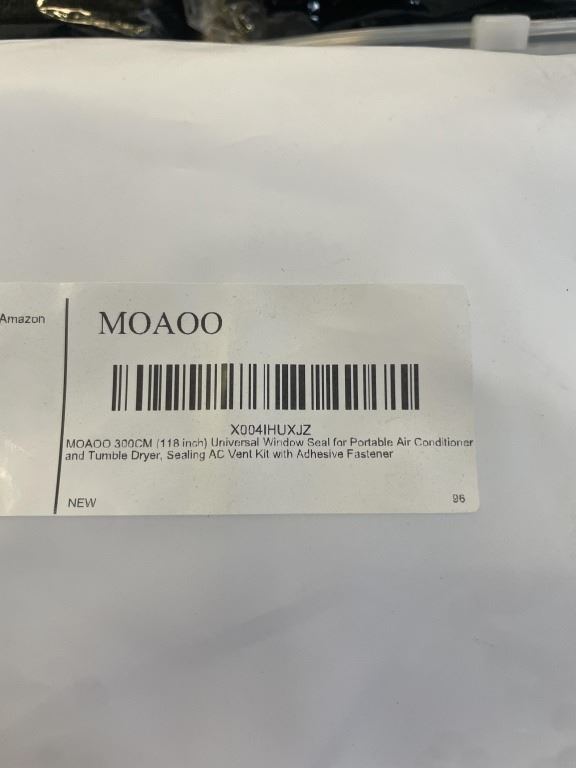 Amazon
MOAOO
X004IHUXJZ
MOAOO 300CM (118 inch) Universal Window Seal for Portable Air Conditioner
and Tumble Dryer, Sealing AC Vent Kit with Adhesive Fastener
NEW
96